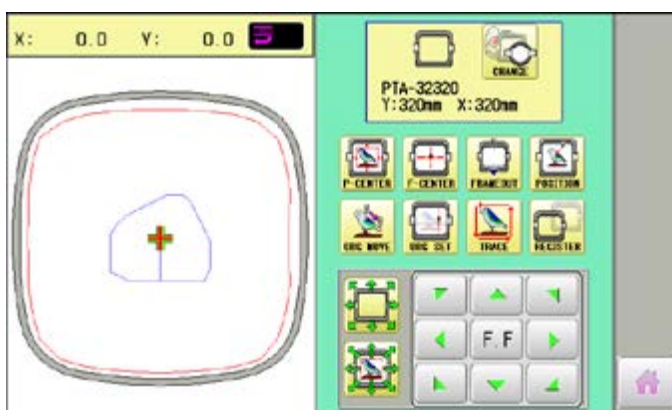 X: 0.0 Y: 0.0
CHANGE
PTA-32320
Y:320mm X:320mm
P-CENTER F-CENTER FRAMEOUT POSITION
ORG MOVE ORG SET TRACE REGISTER
F.F